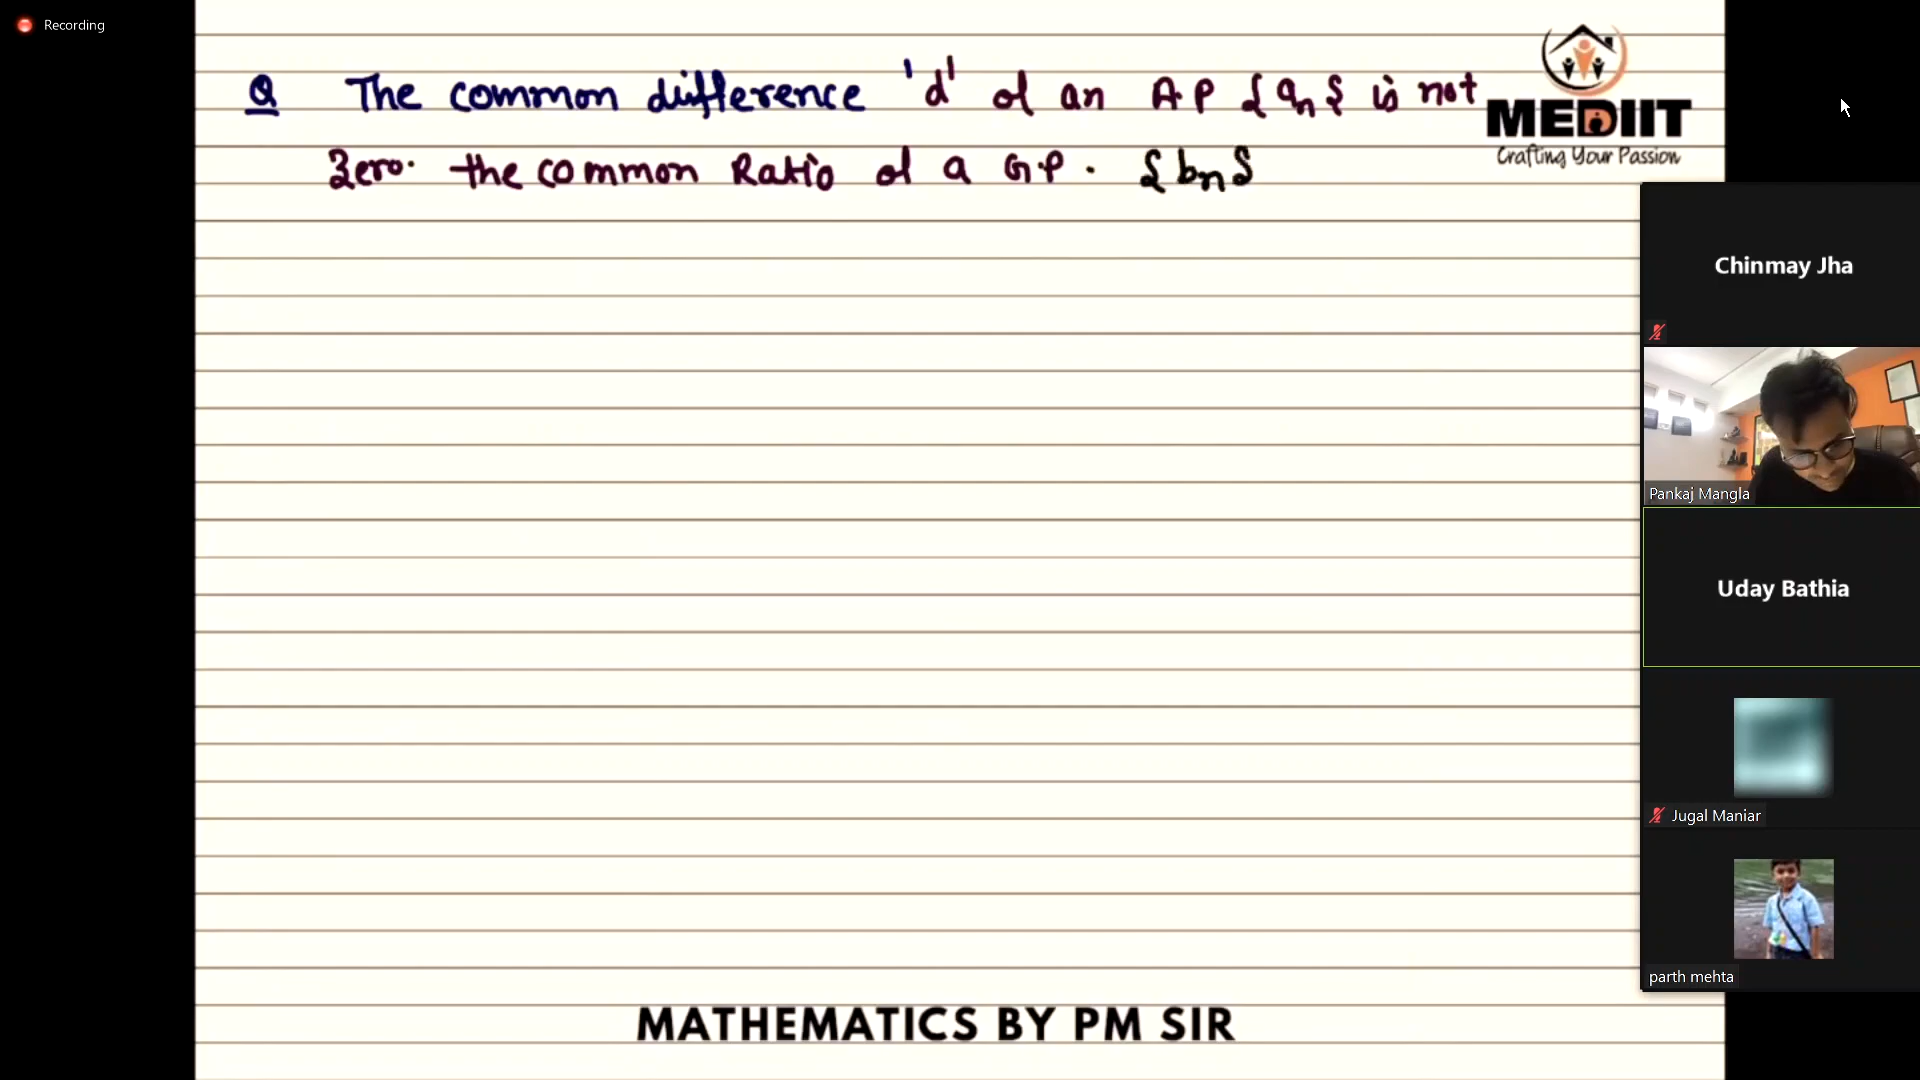 Recording
Q The common difference 'd' of an A.P {an} is not
Zero. the common Ratio of a G.P. {bn}
MEDIIT
Crafting Your Passion
Chinmay Jha
Pankaj Mangla
Uday Bathia
Jugal Maniar
parth mehta
MATHEMATICS BY PM SIR